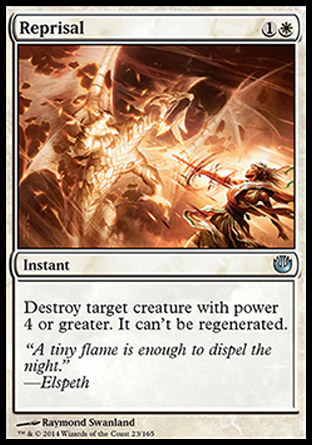 Reprisal 1
Instant
Destroy target creature with power
4 or greater. It can't be regenerated.
"A tiny flame is enough to dispel the
night."
—Elspeth
Raymond Swanland
™ & © 2014 Wizards of the Coast 23/165